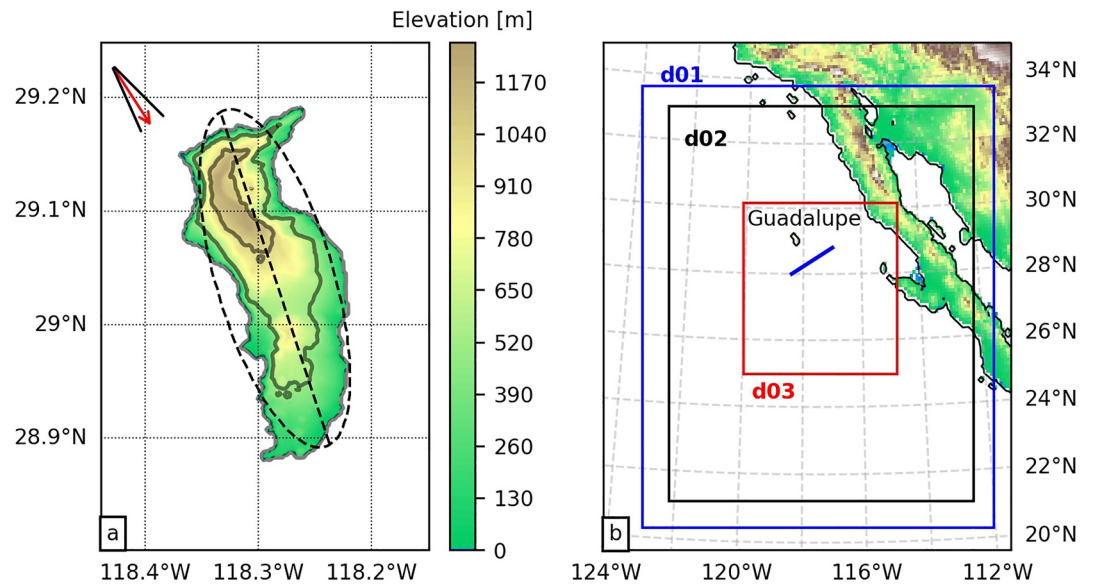 Elevation [m]
29.2°N
29.1°N
29°N
28.9°N
118.4°W
118.3°W
118.2°W
a
1170
1040
910
780
650
520
390
260
130
0
d01
d02
Guadalupe
d03
b
34°N
32°N
30°N
28°N
26°N
24°N
22°N
20°N
124°W
120°W
116°W
112°W